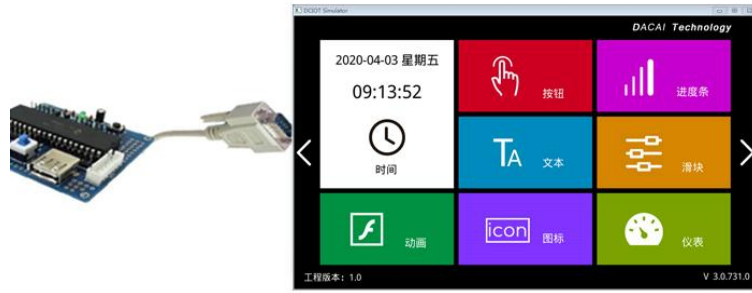 DCIOT Simulator
DACAI Technology
2020-04-03 星期五
09:13:52
时间
按钮
进度条
TA 文本
滑块
动画
icon 图标
仪表
工程版本：1.0
V 3.0.731.0